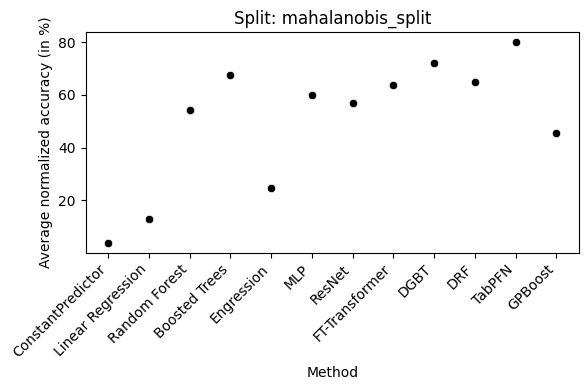 Split: mahalanobis_split
Average normalized accuracy (in %)
80
60
40
20
ConstantPredictor
Linear Regression
Random Forest
Boosted Trees
Engression
MLP
ResNet
FT-Transformer
DGBT
DRF
TabPFN
GPBoost
Method